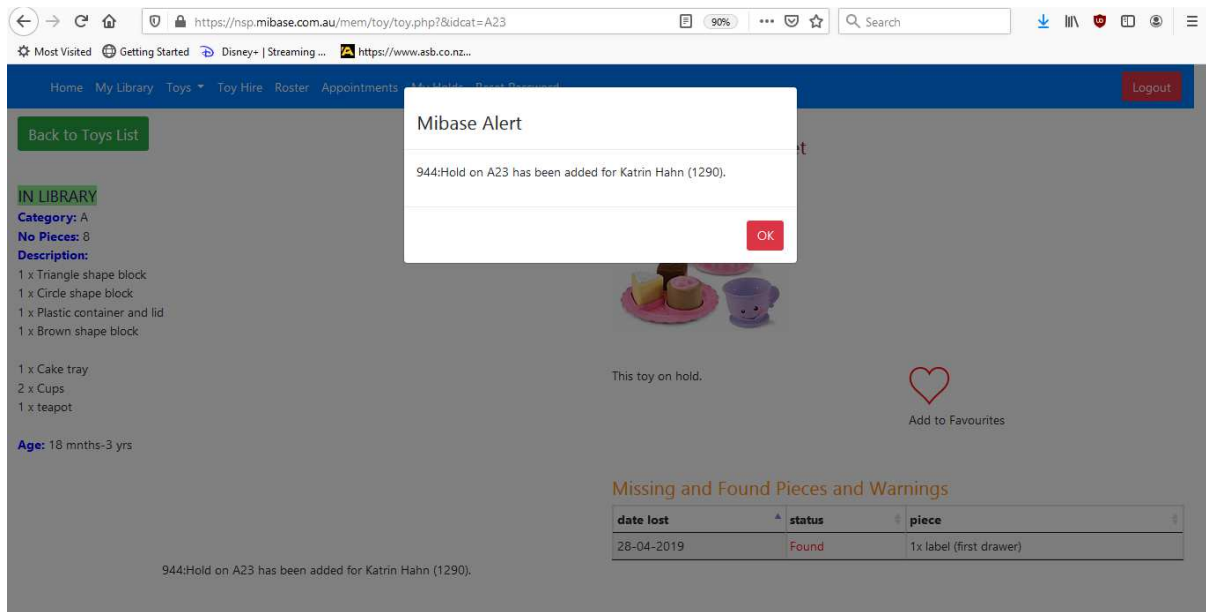 https://nsp.mibase.com.au/mem/toy/toy.php?&idcat=A23
90%
Search
Most Visited Getting Started Disney+ | Streaming ... https://www.asb.co.nz...
Home My Library Toys Toy Hire Roster Appointments My Holds Reset Password Logout
Back to Toys List
Mibase Alert
944:Hold on A23 has been added for Katrin Hahn (1290).
OK
IN LIBRARY
Category: A
No Pieces: 8
Description:
1 x Triangle shape block
1 x Circle shape block
1 x Plastic container and lid
1 x Brown shape block
1 x Cake tray
2 x Cups
1 x teapot
Age: 18 mnths-3 yrs
This toy on hold.
Add to Favourites
Missing and Found Pieces and Warnings
date lost status piece
28-04-2019 Found 1x label (first drawer)
944:Hold on A23 has been added for Katrin Hahn (1290).